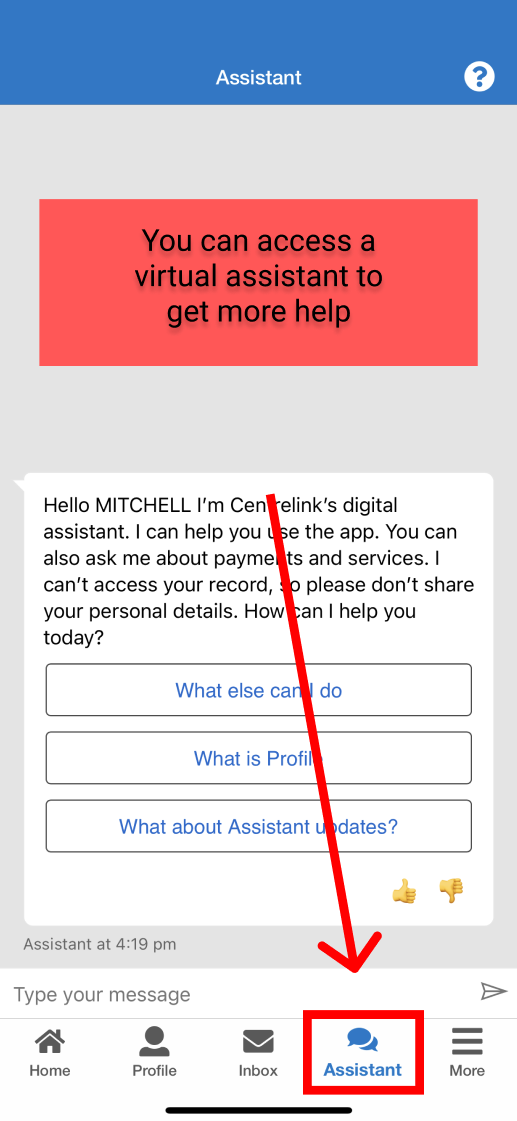 Assistant
?
You can access a
virtual assistant to
get more help
Hello MITCHELL I'm Centrelink's digital
assistant. I can help you use the app. You can
also ask me about payments and services. I
can't access your record, so please don't share
your personal details. How can I help you
today?
What else can I do
What is Profile
What about Assistant updates?
Assistant at 4:19 pm
Type your message
Home
Profile
Inbox
Assistant
More